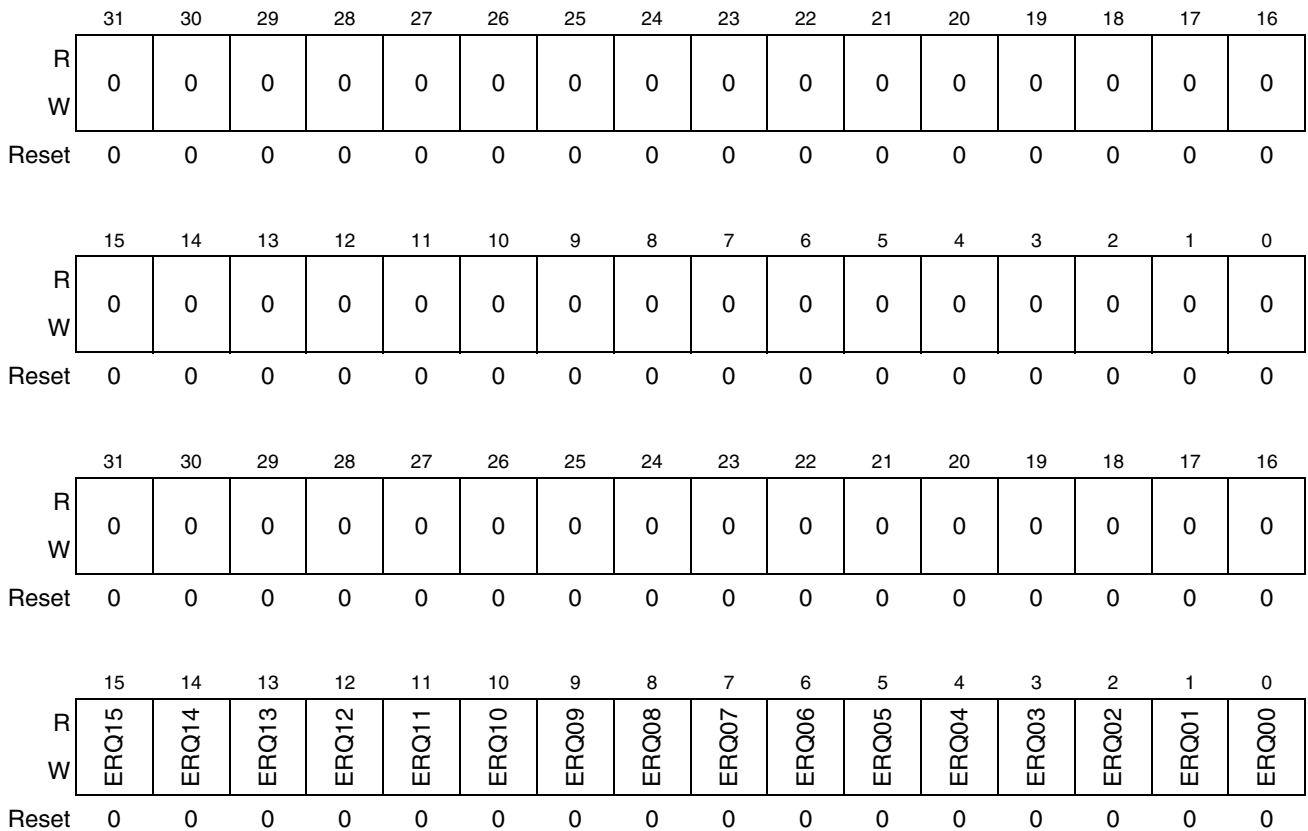 31 30 29 28 27 26 25 24 23 22 21 20 19 18 17 16
R
0 0 0 0 0 0 0 0 0 0 0 0 0 0 0 0
W
Reset 0 0 0 0 0 0 0 0 0 0 0 0 0 0 0 0
15 14 13 12 11 10 9 8 7 6 5 4 3 2 1 0
R
0 0 0 0 0 0 0 0 0 0 0 0 0 0 0 0
W
Reset 0 0 0 0 0 0 0 0 0 0 0 0 0 0 0 0
31 30 29 28 27 26 25 24 23 22 21 20 19 18 17 16
R
0 0 0 0 0 0 0 0 0 0 0 0 0 0 0 0
W
Reset 0 0 0 0 0 0 0 0 0 0 0 0 0 0 0 0
15 14 13 12 11 10 9 8 7 6 5 4 3 2 1 0
R
ERQ15 ERQ14 ERQ13 ERQ12 ERQ11 ERQ10 ERQ09 ERQ08 ERQ07 ERQ06 ERQ05 ERQ04 ERQ03 ERQ02 ERQ01 ERQ00
W
Reset 0 0 0 0 0 0 0 0 0 0 0 0 0 0 0 0